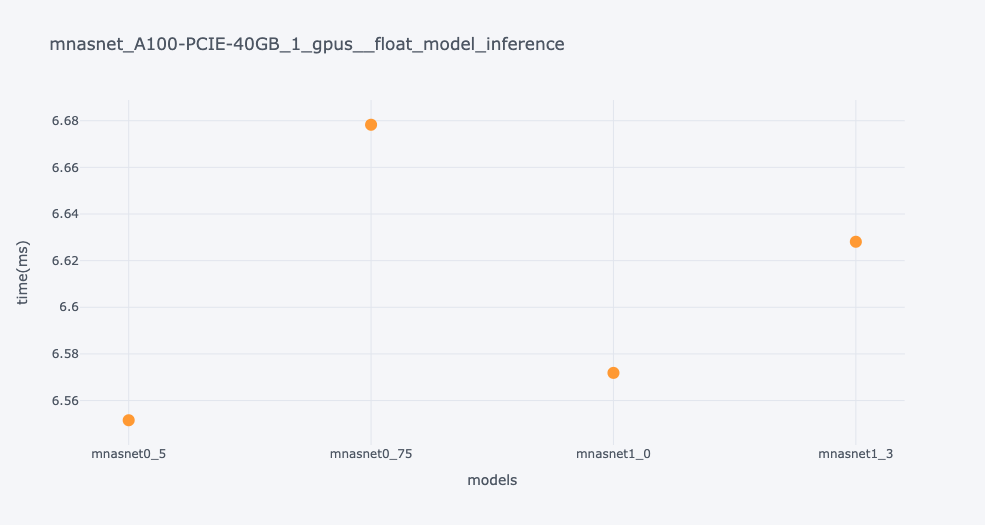 mnasnet_A100-PCIE-40GB_1_gpus__float_model_inference
6.68
6.66
6.64
6.62
6.6
6.58
6.56
time(ms)
mnasnet0_5 mnasnet0_75 mnasnet1_0 mnasnet1_3
models